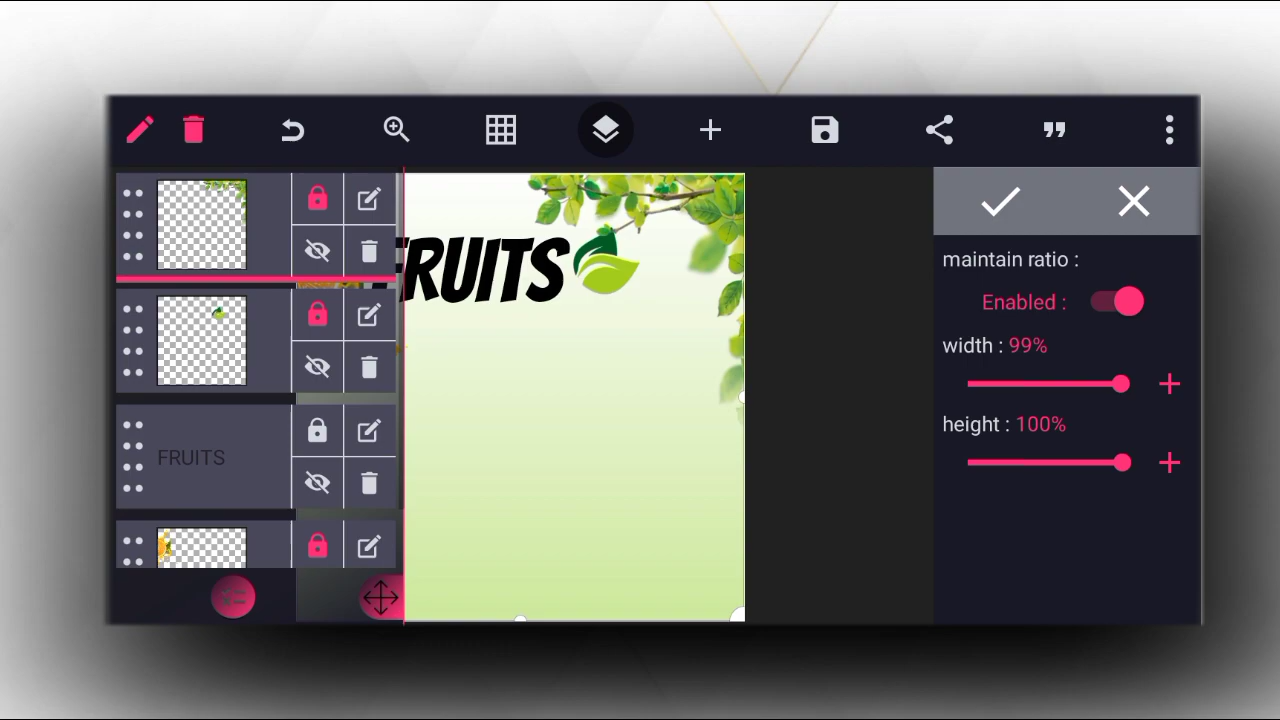 FRUITS
FRUITS
maintain ratio :
Enabled :
width : 99%
height : 100%